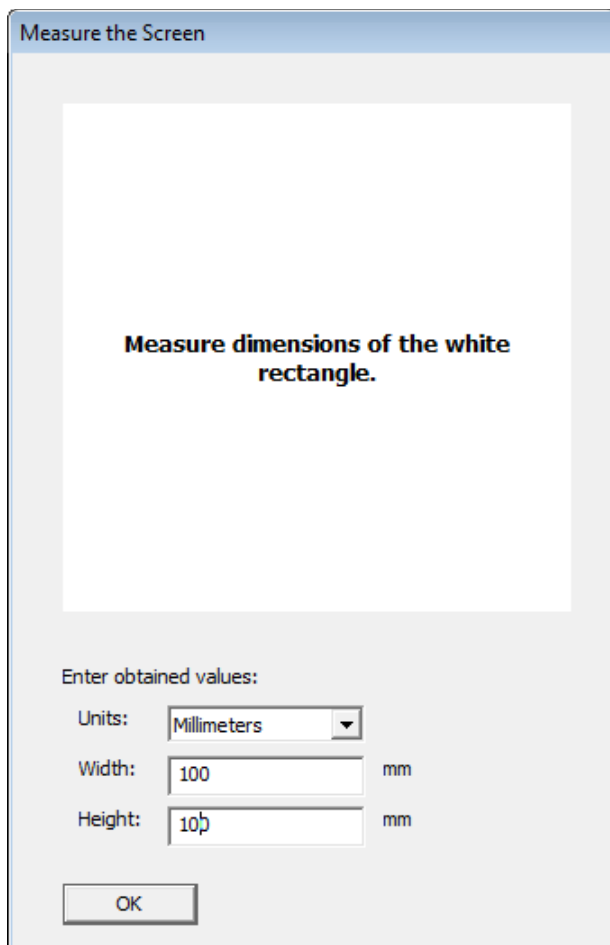 Measure the Screen
Measure dimensions of the white
rectangle.
Enter obtained values:
Units: Millimeters
Width: 100 mm
Height: 100 mm
OK